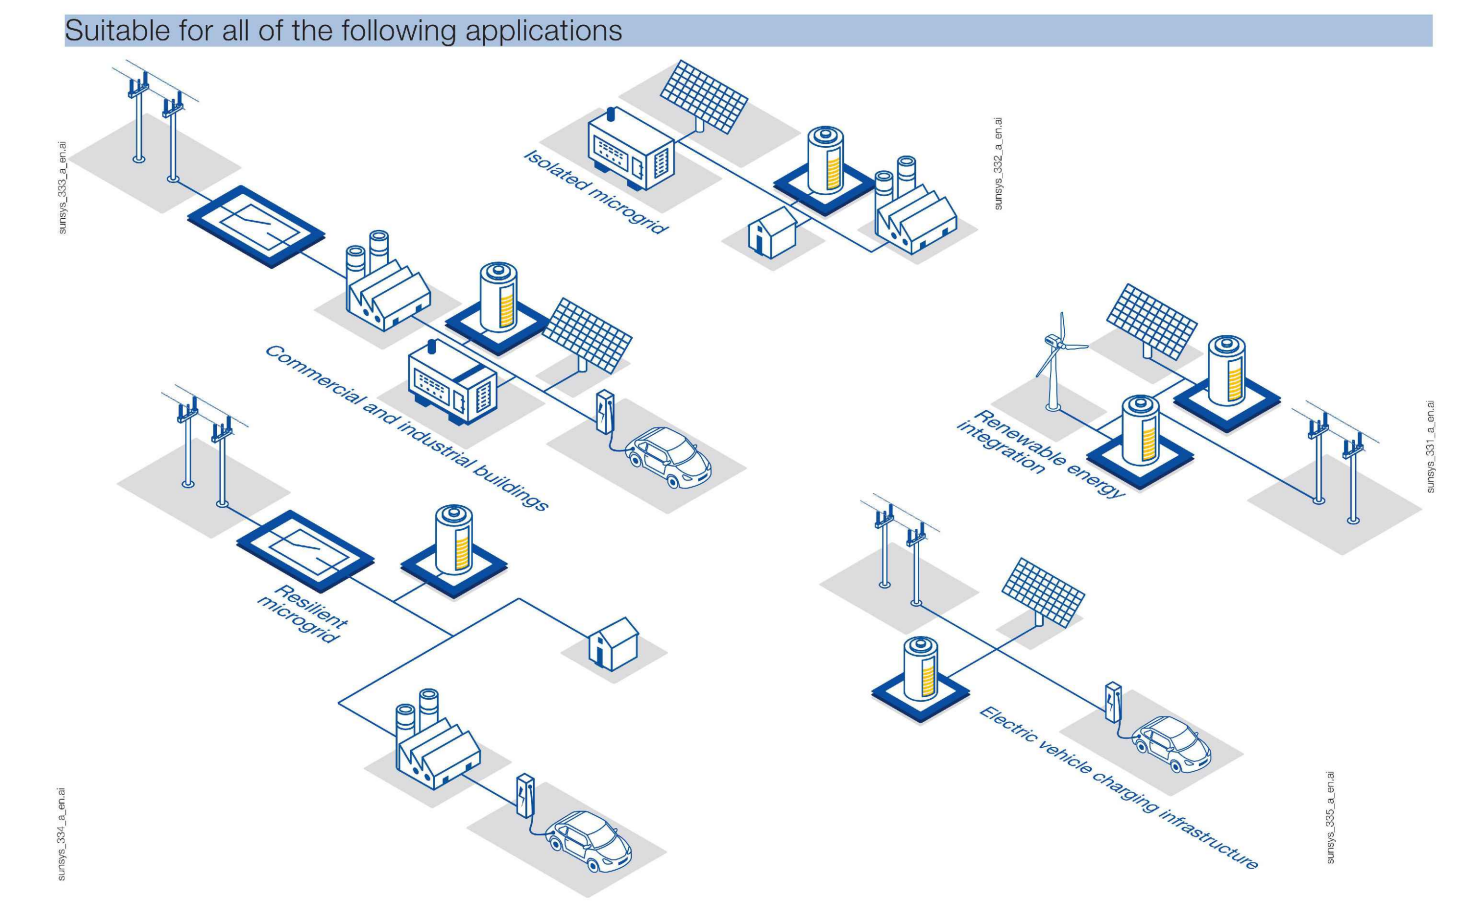 Suitable for all of the following applications
sunsys_333_a_en.ai
Isolated microgrid
sunsys_332_a_en.ai
Commercial and industrial buildings
Renewable energy
integration
sunsys_331_a_en.ai
Resilient
microgrid
Electric vehicle charging infrastructure
sunsys_334_a_en.ai
sunsys_335_a_en.ai